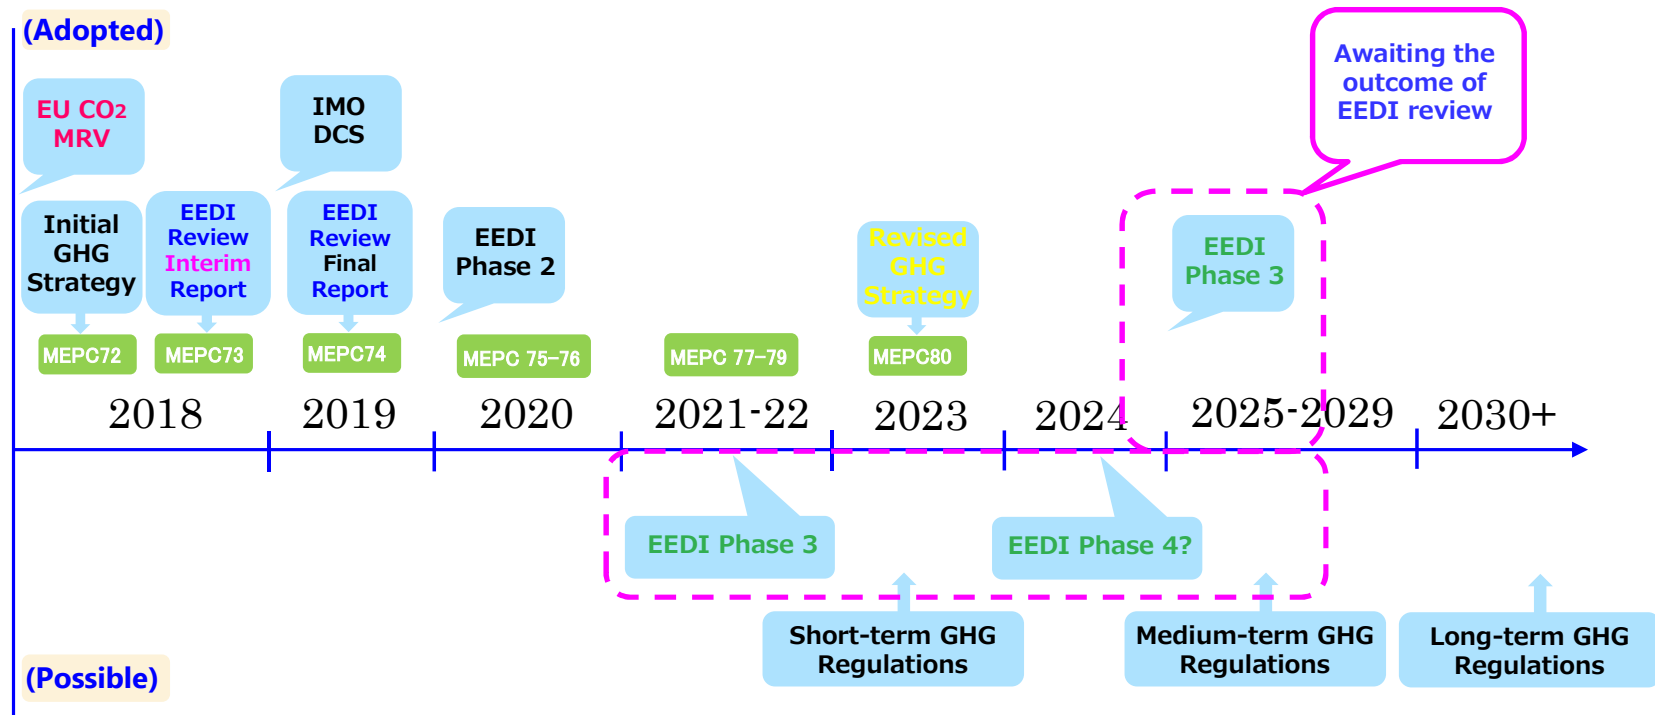 (Adopted)
Awaiting the
outcome of
EEDI review
EU CO2
MRV
IMO
DCS
Initial
GHG
Strategy
EEDI
Review
Interim
Report
EEDI
Review
Final
Report
EEDI
Phase 2
Revised
GHG
Strategy
EEDI
Phase 3
MEPC72
MEPC73
MEPC74
MEPC 75-76
MEPC 77-79
MEPC80
2018
2019
2020
2021-22
2023
2024
2025-2029
2030+
EEDI Phase 3
EEDI Phase 4?
Short-term GHG
Regulations
Medium-term GHG
Regulations
Long-term GHG
Regulations
(Possible)